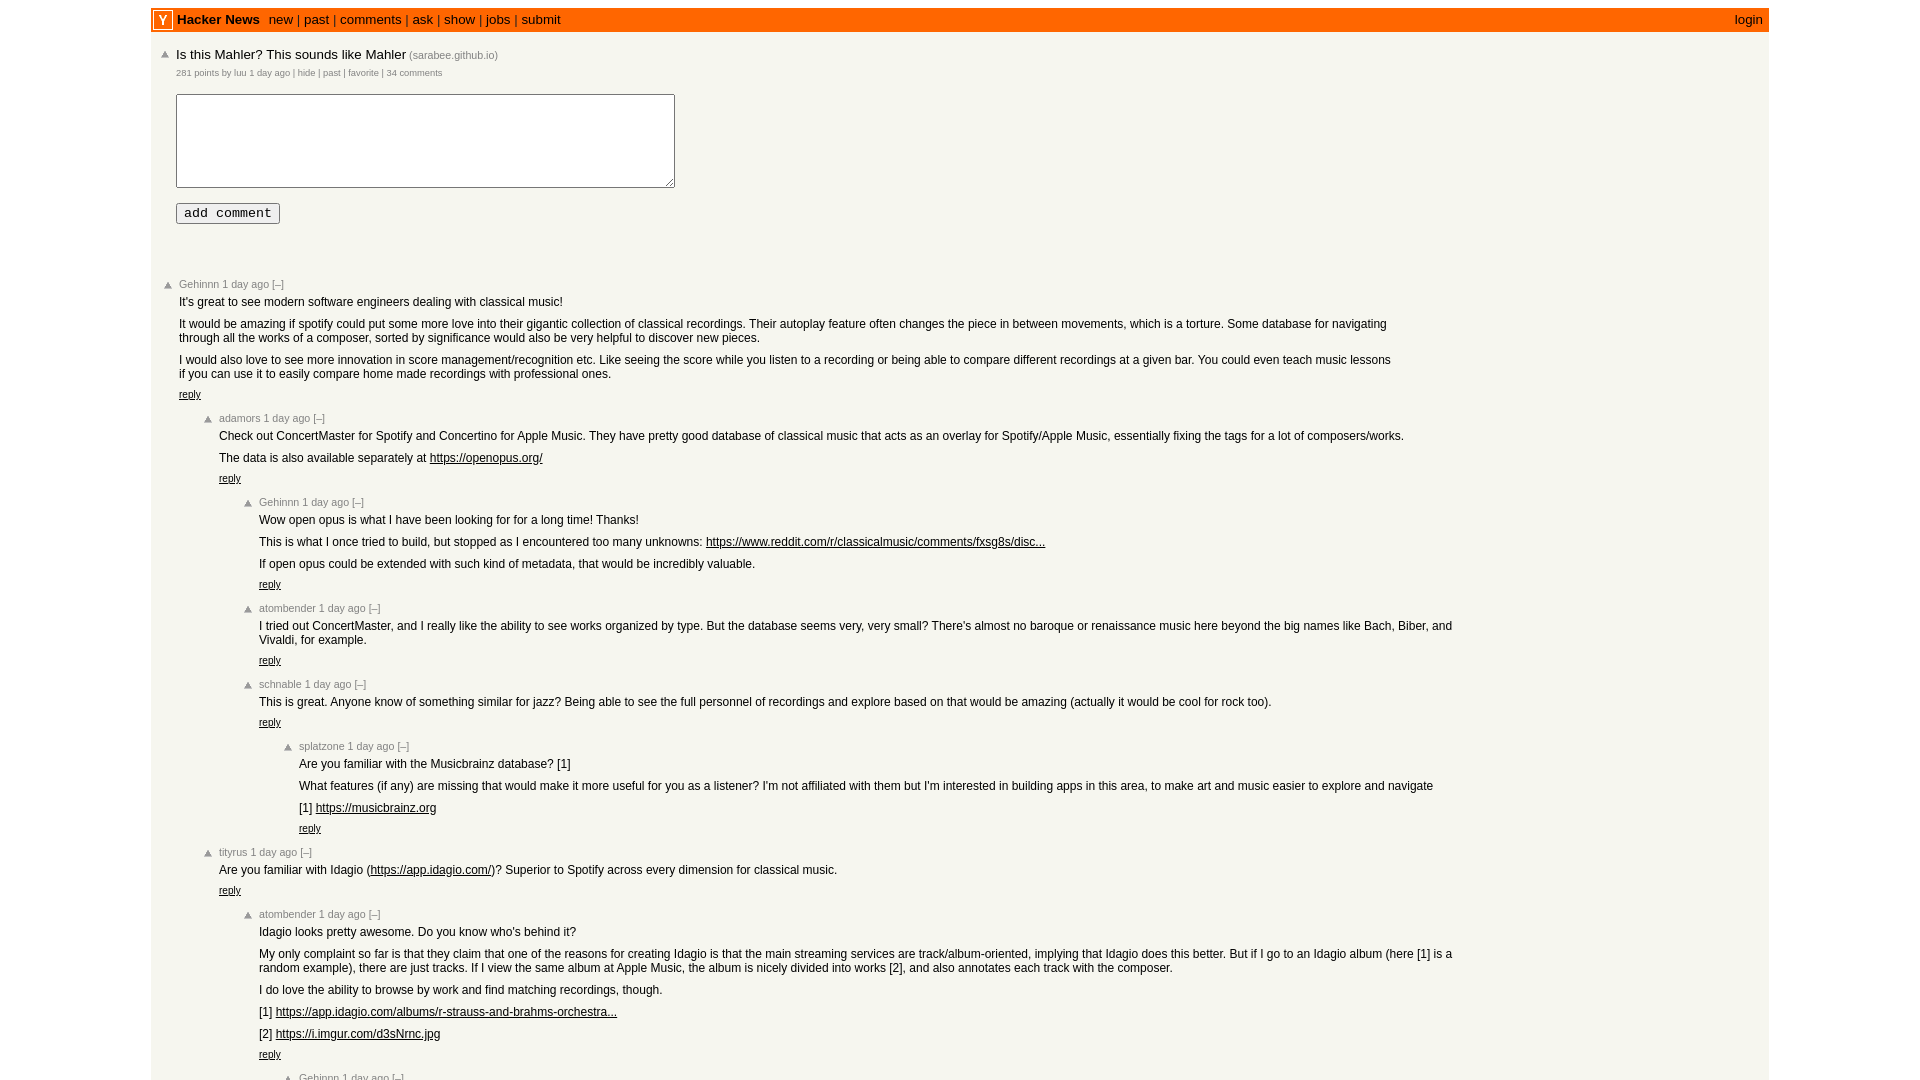 Y Hacker News new | past | comments | ask | show | jobs | submit login
Is this Mahler? This sounds like Mahler (sarabee.github.io)
281 points by luu 1 day ago | hide | past | favorite | 34 comments
add comment
Gehinnn 1 day ago [–]
It's great to see modern software engineers dealing with classical music!
It would be amazing if spotify could put some more love into their gigantic collection of classical recordings. Their autoplay feature often changes the piece in between movements, which is a torture. Some database for navigating
through all the works of a composer, sorted by significance would also be very helpful to discover new pieces.
I would also love to see more innovation in score management/recognition etc. Like seeing the score while you listen to a recording or being able to compare different recordings at a given bar. You could even teach music lessons
if you can use it to easily compare home made recordings with professional ones.
reply
adamors 1 day ago [–]
Check out ConcertMaster for Spotify and Concertino for Apple Music. They have pretty good database of classical music that acts as an overlay for Spotify/Apple Music, essentially fixing the tags for a lot of composers/works.
The data is also available separately at https://openopus.org/
reply
Gehinnn 1 day ago [–]
Wow open opus is what I have been looking for for a long time! Thanks!
This is what I once tried to build, but stopped as I encountered too many unknowns: https://www.reddit.com/r/classicalmusic/comments/fxsg8s/disc...
If open opus could be extended with such kind of metadata, that would be incredibly valuable.
reply
atombender 1 day ago [–]
I tried out ConcertMaster, and I really like the ability to see works organized by type. But the database seems very, very small? There's almost no baroque or renaissance music here beyond the big names like Bach, Biber, and
Vivaldi, for example.
reply
schnable 1 day ago [–]
This is great. Anyone know of something similar for jazz? Being able to see the full personnel of recordings and explore based on that would be amazing (actually it would be cool for rock too).
reply
splatzone 1 day ago [–]
Are you familiar with the Musicbrainz database? [1]
What features (if any) are missing that would make it more useful for you as a listener? I'm not affiliated with them but I'm interested in building apps in this area, to make art and music easier to explore and navigate
[1] https://musicbrainz.org
reply
tityrus 1 day ago [–]
Are you familiar with Idagio (https://app.idagio.com/)? Superior to Spotify across every dimension for classical music.
reply
atombender 1 day ago [–]
Idagio looks pretty awesome. Do you know who's behind it?
My only complaint so far is that they claim that one of the reasons for creating Idagio is that the main streaming services are track/album-oriented, implying that Idagio does this better. But if I go to an Idagio album (here [1] is a
random example), there are just tracks. If I view the same album at Apple Music, the album is nicely divided into works [2], and also annotates each track with the composer.
I do love the ability to browse by work and find matching recordings, though.
[1] https://app.idagio.com/albums/r-strauss-and-brahms-orchestra...
[2] https://i.imgur.com/d3sNrnc.jpg
reply
Gehinnn 1 day ago [–]